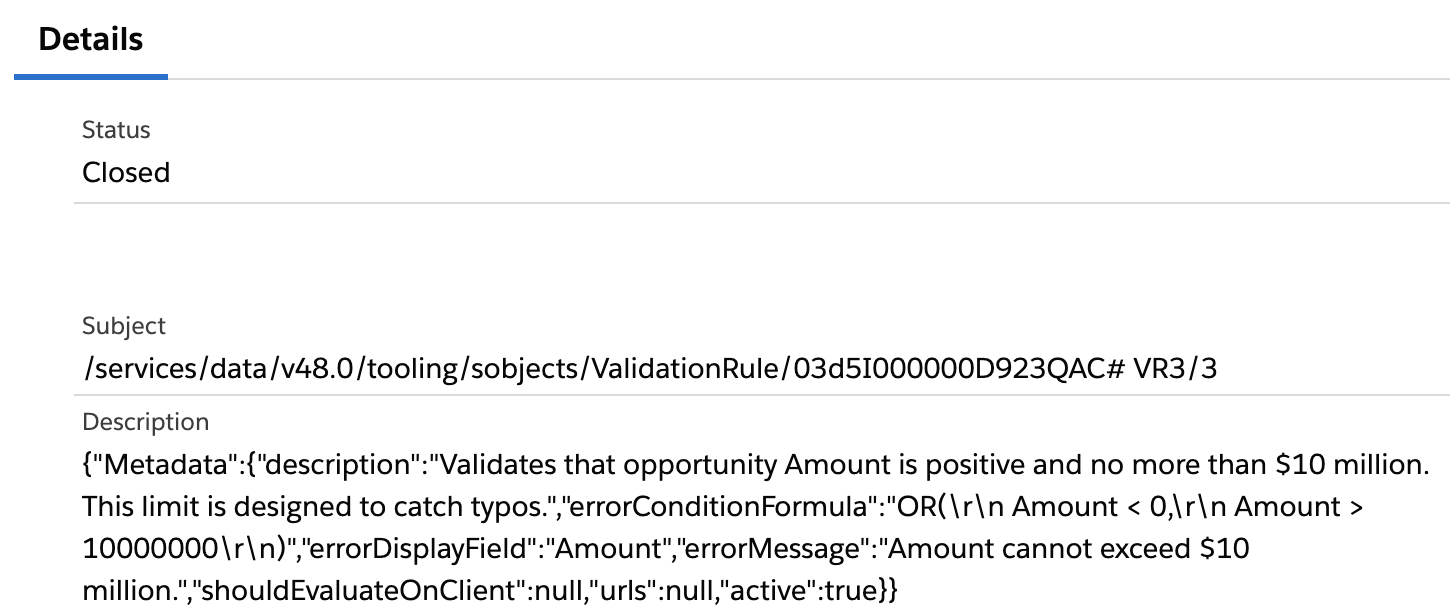 Details
Status
Closed
Subject
/services/data/v48.0/tooling/sobjects/ValidationRule/03d5I000000D923QAC# VR3/3
Description
{"Metadata":{"description":"Validates that opportunity Amount is positive and no more than $10 million.
This limit is designed to catch typos.","errorConditionFormula":"OR(\r\n Amount < 0,\r\n Amount >
10000000\r\n)","errorDisplayField":"Amount","errorMessage":"Amount cannot exceed $10
million.","shouldEvaluateOnClient":null,"urls":null,"active":true}}